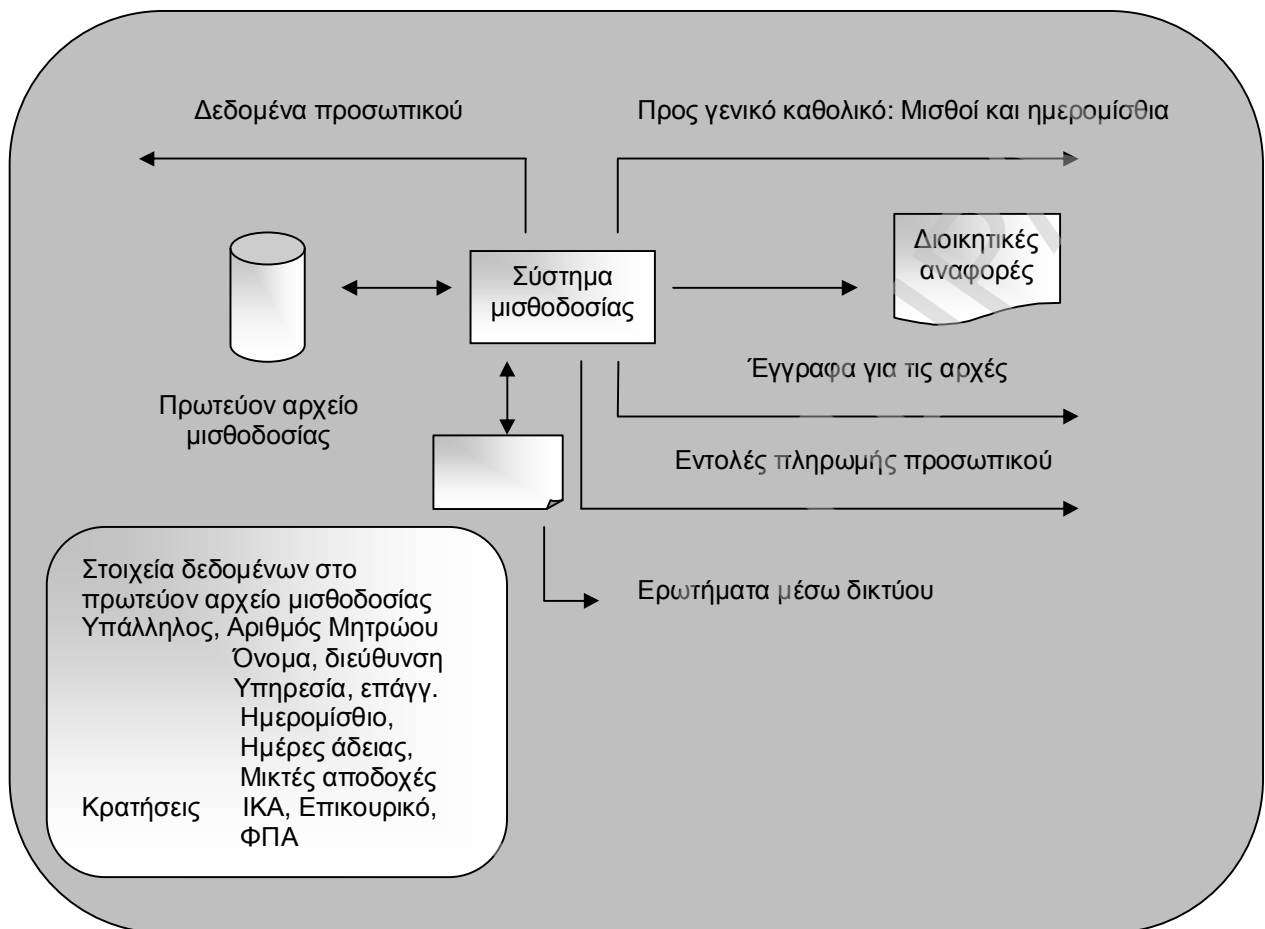 Δεδομένα προσωπικού
Προς γενικό καθολικό: Μισθοί και ημερομίσθια
Σύστημα
μισθοδοσίας
Διοικητικές
αναφορές
Πρωτεύον αρχείο
μισθοδοσίας
Έγγραφα για τις αρχές
Εντολές πληρωμής προσωπικού
Ερωτήματα μέσω δικτύου
Στοιχεία δεδομένων στο
πρωτεύον αρχείο μισθοδοσίας
Υπάλληλος, Αριθμός Μητρώου
Όνομα, διεύθυνση
Υπηρεσία, επάγγ.
Ημερομίσθιο,
Ημέρες άδειας,
Μικτές αποδοχές
Κρατήσεις ΙΚΑ, Επικουρικό,
ΦΠΑ